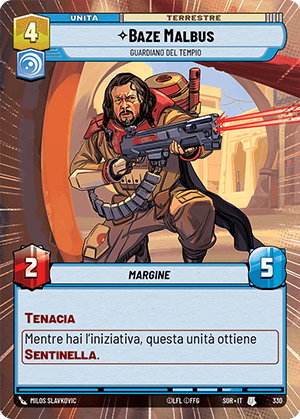 UNITÀ TERRESTRE
4
✧BAZE MALBUS
GUARDIANO DEL TEMPIO
2
5
MARGINE
TENACIA
Mentre hai l'iniziativa, questa unità ottiene
SENTINELLA.
MILOS SLAVKOVIC ©LFL ©FFG SOR • IT 330